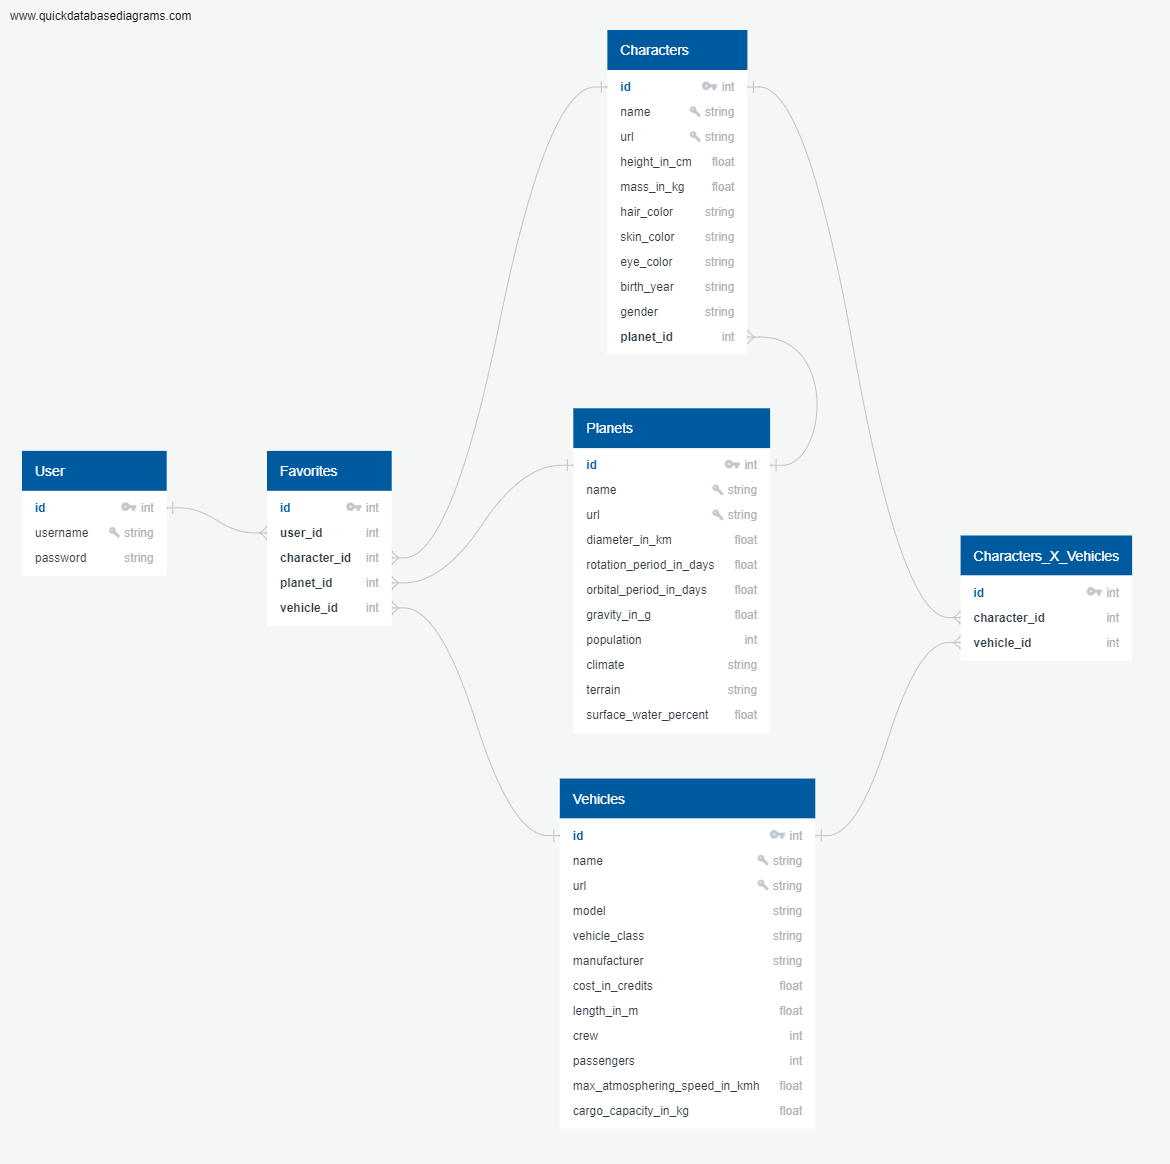 www.quickdatabasediagrams.com
Characters
id int
name string
url string
height_in_cm float
mass_in_kg float
hair_color string
skin_color string
eye_color string
birth_year string
gender string
planet_id int
User
id int
username string
password string
Favorites
id int
user_id int
character_id int
planet_id int
vehicle_id int
Planets
id int
name string
url string
diameter_in_km float
rotation_period_in_days float
orbital_period_in_days float
gravity_in_g float
population int
climate string
terrain string
surface_water_percent float
Characters_X_Vehicles
id int
character_id int
vehicle_id int
Vehicles
id int
name string
url string
model string
vehicle_class string
manufacturer string
cost_in_credits float
length_in_m float
crew int
passengers int
max_atmosphering_speed_in_kmh float
cargo_capacity_in_kg float